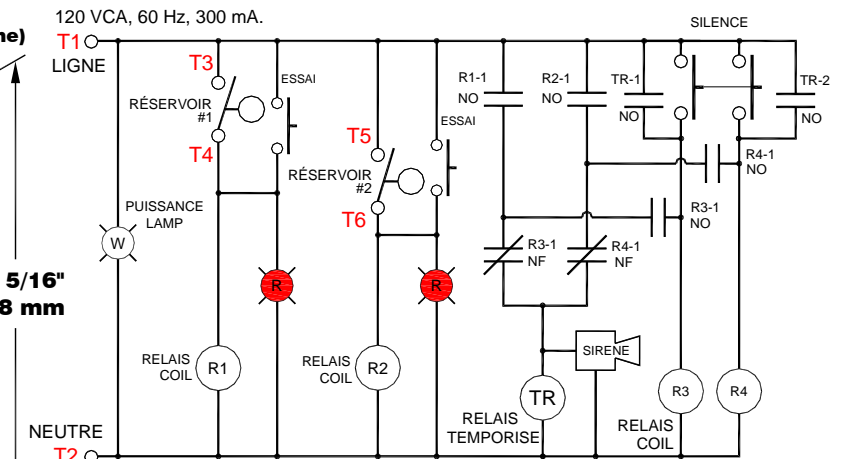 120 VCA, 60 Hz, 300 mA.
ne)
T1
LIGNE
SILENCE
T3
ESSAI
RÉSERVOIR
#1
T4
R1-1
NO
R2-1
NO
TR-1
NO
TR-2
NO
T5
ESSAI
RÉSERVOIR
#2
T6
R4-1
NO
R3-1
NO
PUISSANCE
LAMP
W
R3-1
NF
R4-1
NF
5/16"
8 mm
R
R
RELAIS
COIL
R1
RELAIS
COIL
R2
SIRENE
TR
RELAIS
TEMPORISE
R3
R4
RELAIS
COIL
NEUTRE
T2